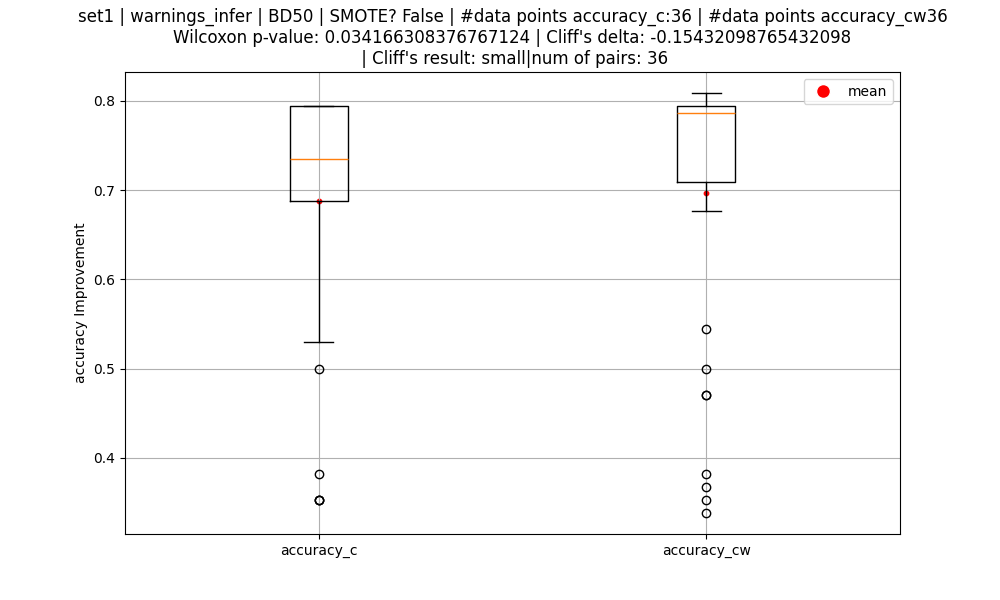 set1 | warnings_infer | BD50 | SMOTE? False | #data points accuracy_c:36 | #data points accuracy_cw36
Wilcoxon p-value: 0.034166308376767124 | Cliff's delta: -0.15432098765432098
| Cliff's result: small|num of pairs: 36
mean
0.8
0.7
0.6
0.5
0.4
accuracy Improvement
accuracy_c
accuracy_cw